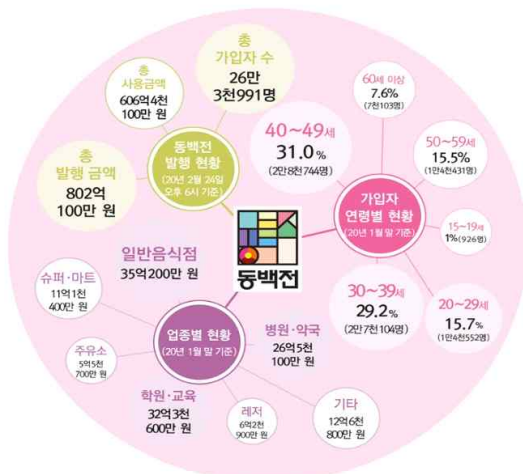 총
가입자 수
26만
3천991명
총
사용금액
606억4천
100만 원
총
발행 금액
802억
100만 원
동백전
발행 현황
('20년 2월 24일
오후 6시 기준)
60세 이상
7.6%
(7천103명)
40~49세
31.0%
(2만8천744명)
50~59세
15.5%
(1만4천431명)
가입자
연령별 현황
('20년 1월 말 기준)
15~19세
1%(926명)
30~39세
29.2%
(2만7천104명)
20~29세
15.7%
(1만4천552명)
동백전
일반음식점
35억200만 원
슈퍼·마트
11억1천
400만 원
업종별 현황
('20년 1월 말 기준)
병원·약국
26억5천
100만 원
주유소
5억5천
700만 원
학원·교육
32억3천
600만 원
레저
6억2천
900만 원
기타
12억6천
800만 원